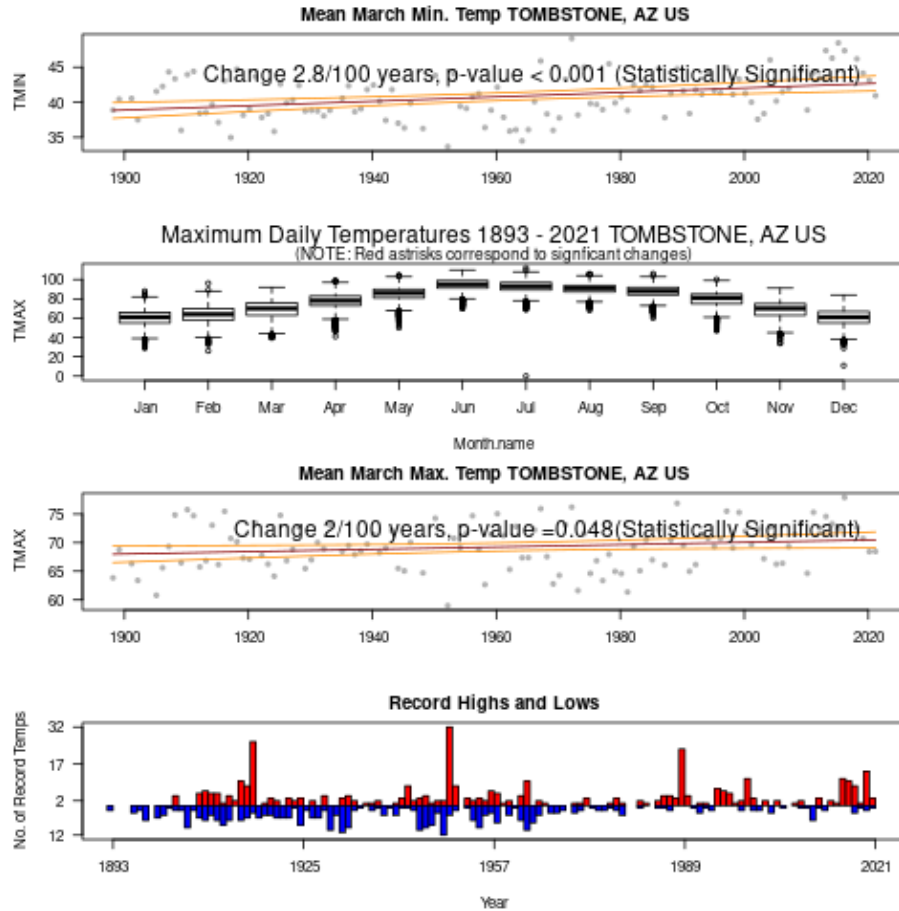 Mean March Min. Temp TOMBSTONE, AZ US
TMIN
45
40
35
Change 2.8/100 years, p-value < 0.001 (Statistically Significant)
1900 1920 1940 1960 1980 2000 2020
Maximum Daily Temperatures 1893 - 2021 TOMBSTONE, AZ US
(NOTE: Red astrisks correspond to signficant changes)
TMAX
100
80
60
40
20
0
Jan Feb Mar Apr May Jun Jul Aug Sep Oct Nov Dec
Month.name
Mean March Max. Temp TOMBSTONE, AZ US
TMAX
75
70
65
60
Change 2/100 years, p-value =0.048(Statistically Significant)
1900 1920 1940 1960 1980 2000 2020
Record Highs and Lows
No. of Record Temps
32
17
2
12
1893 1925 1957 1989 2021
Year